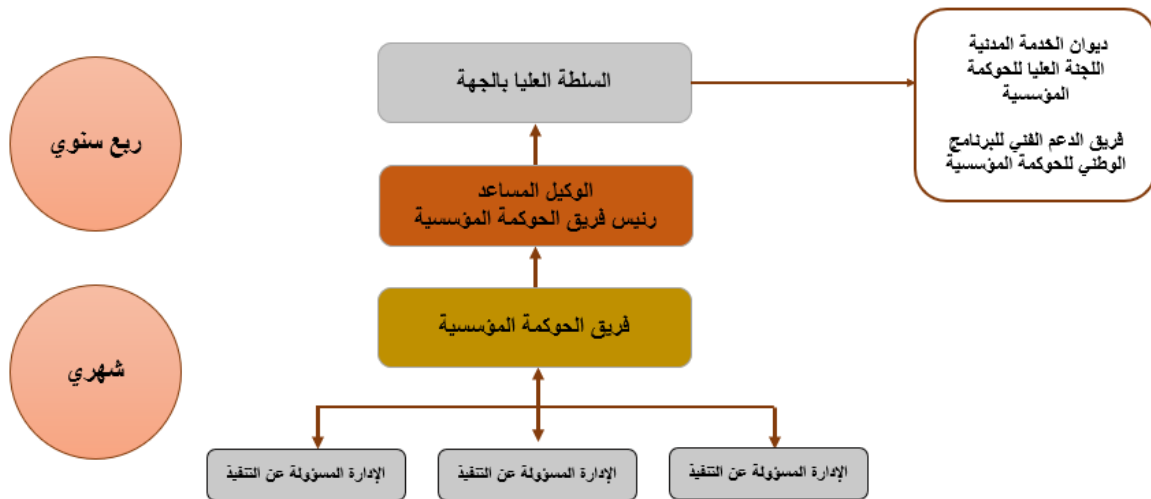 ديوان الخدمة المدنية
اللجنة العليا للحوكمة
المؤسسية
فريق الدعم الفني للبرنامج
الوطني للحوكمة المؤسسية
السلطة العليا بالجهة
ربع سنوي
الوكيل المساعد
رئيس فريق الحوكمة المؤسسية
فريق الحوكمة المؤسسية
شهري
الإدارة المسؤولة عن التنفيذ
الإدارة المسؤولة عن التنفيذ
الإدارة المسؤولة عن التنفيذ